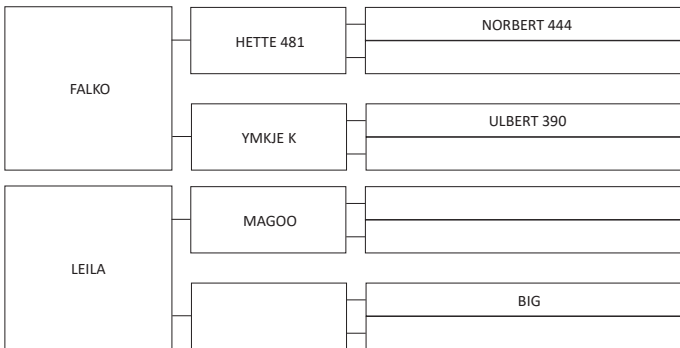 NORBERT 444
HETTE 481
FALKO
ULBERT 390
YMKJE K
MAGOO
LEILA
BIG